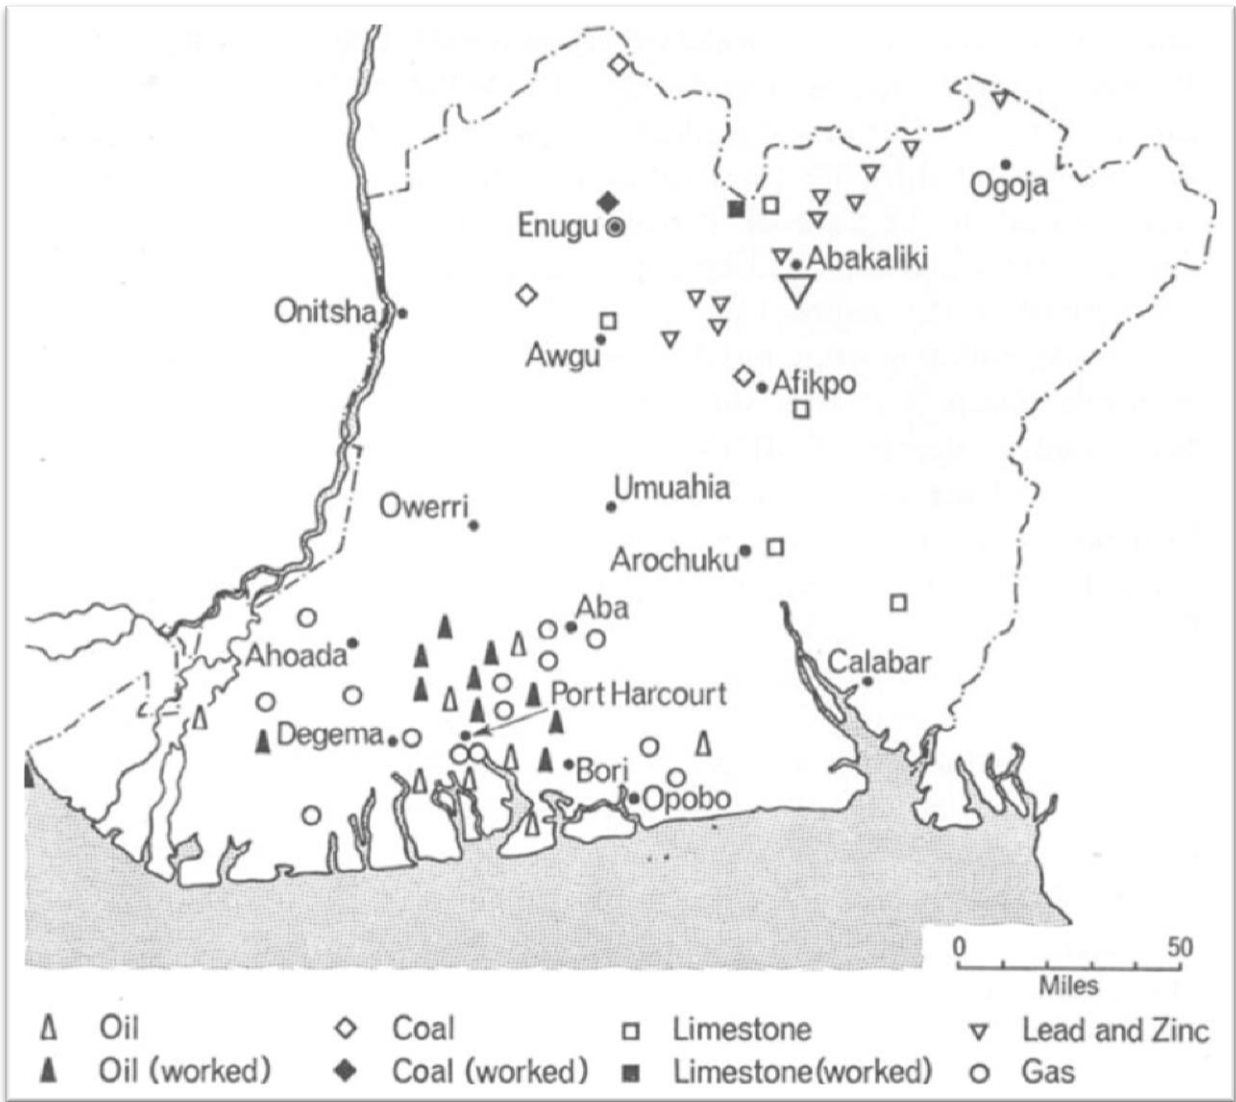 Ogoja
Enugu
Abakaliki
Onitsha
Awgu
Afikpo
Umuahia
Owerri
Arochuku
Aba
Ahoada
Calabar
Port Harcourt
Degema
Bori
Opobo
0 50
Miles
Oil Coal Limestone Lead and Zinc
Oil (worked) Coal (worked) Limestone(worked) Gas